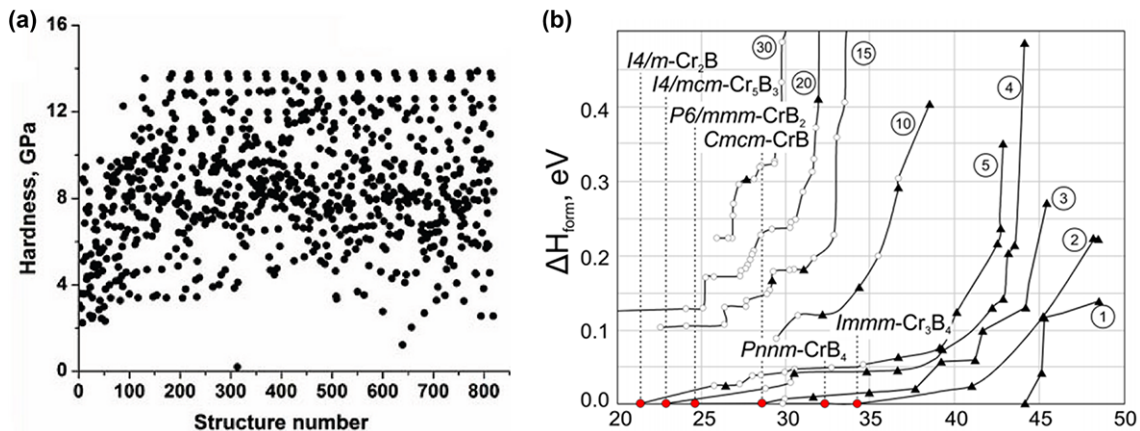 (a)
16
12
8
4
0
Hardness, GPa
0 100 200 300 400 500 600 700 800
Structure number
(b)
ΔH_form, eV
0.4
0.3
0.2
0.1
0.0
20 25 30 35 40 45 50
I4/m-Cr₂B
I4/mcm-Cr₅B₃
P6/mmm-CrB₂
Cmcm-CrB
Pnnm-CrB₄
Immm-Cr₃B₄
30
20
15
10
5
4
3
2
1